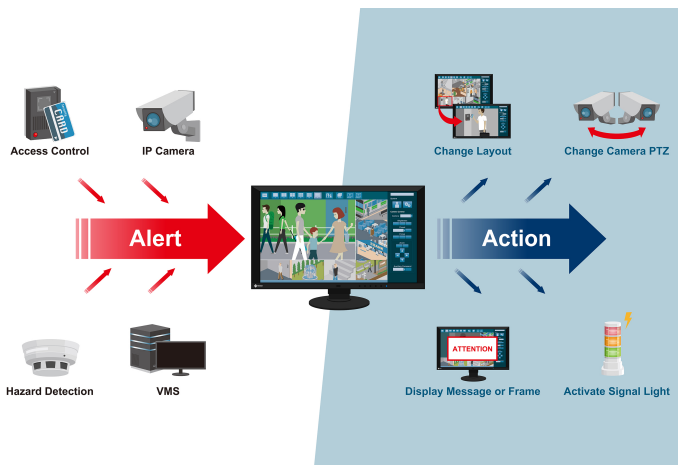 CARD
Access Control
IP Camera
Change Layout
Change Camera PTZ
Alert
Action
ATTENTION
Hazard Detection
VMS
Display Message or Frame
Activate Signal Light